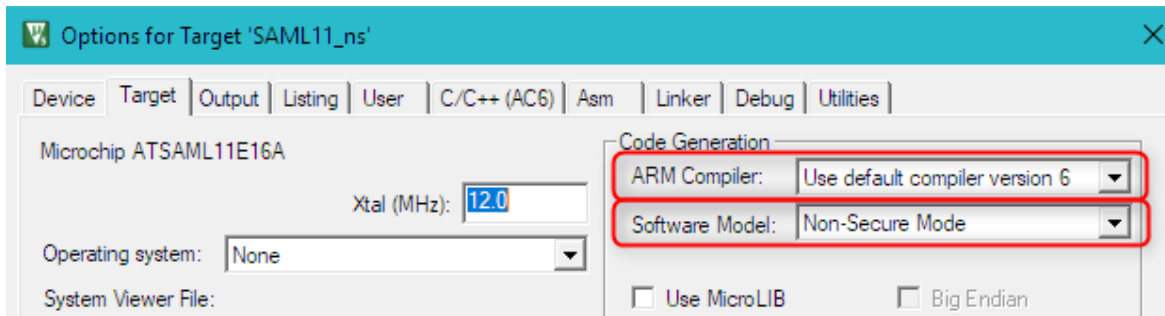 Options for Target 'SAML11_ns'
Device Target Output Listing User C/C++ (AC6) Asm Linker Debug Utilities
Microchip ATSAML11E16A
Xtal (MHz): 12.0
Operating system: None
System Viewer File:
Code Generation
ARM Compiler: Use default compiler version 6
Software Model: Non-Secure Mode
Use MicroLIB Big Endian